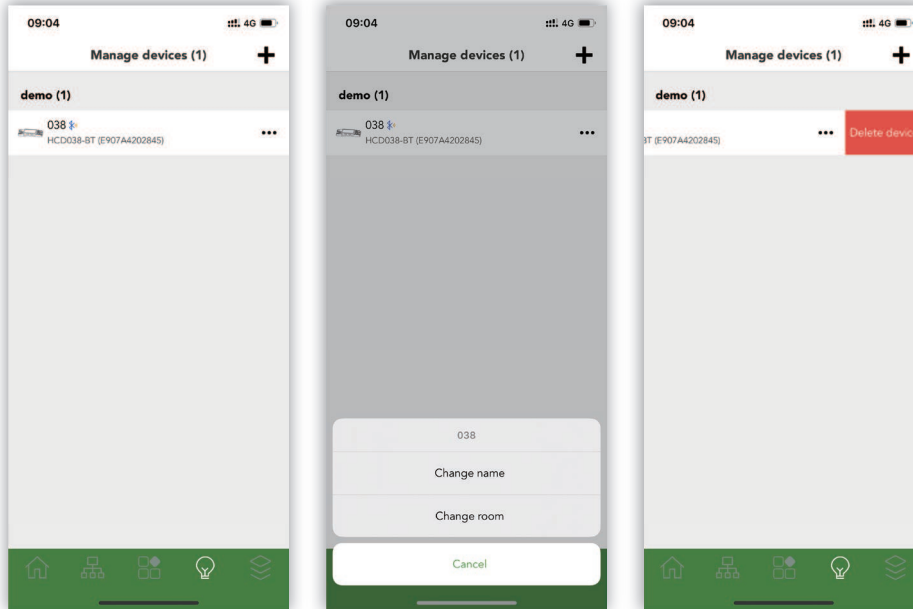 09:04
4G
Manage devices (1)
demo (1)
038
HCD038-BT (E907A4202845)
09:04
4G
Manage devices (1)
demo (1)
038
HCD038-BT (E907A4202845)
038
Change name
Change room
Cancel
09:04
4G
Manage devices (1)
demo (1)
BT (E907A4202845)
Delete devic